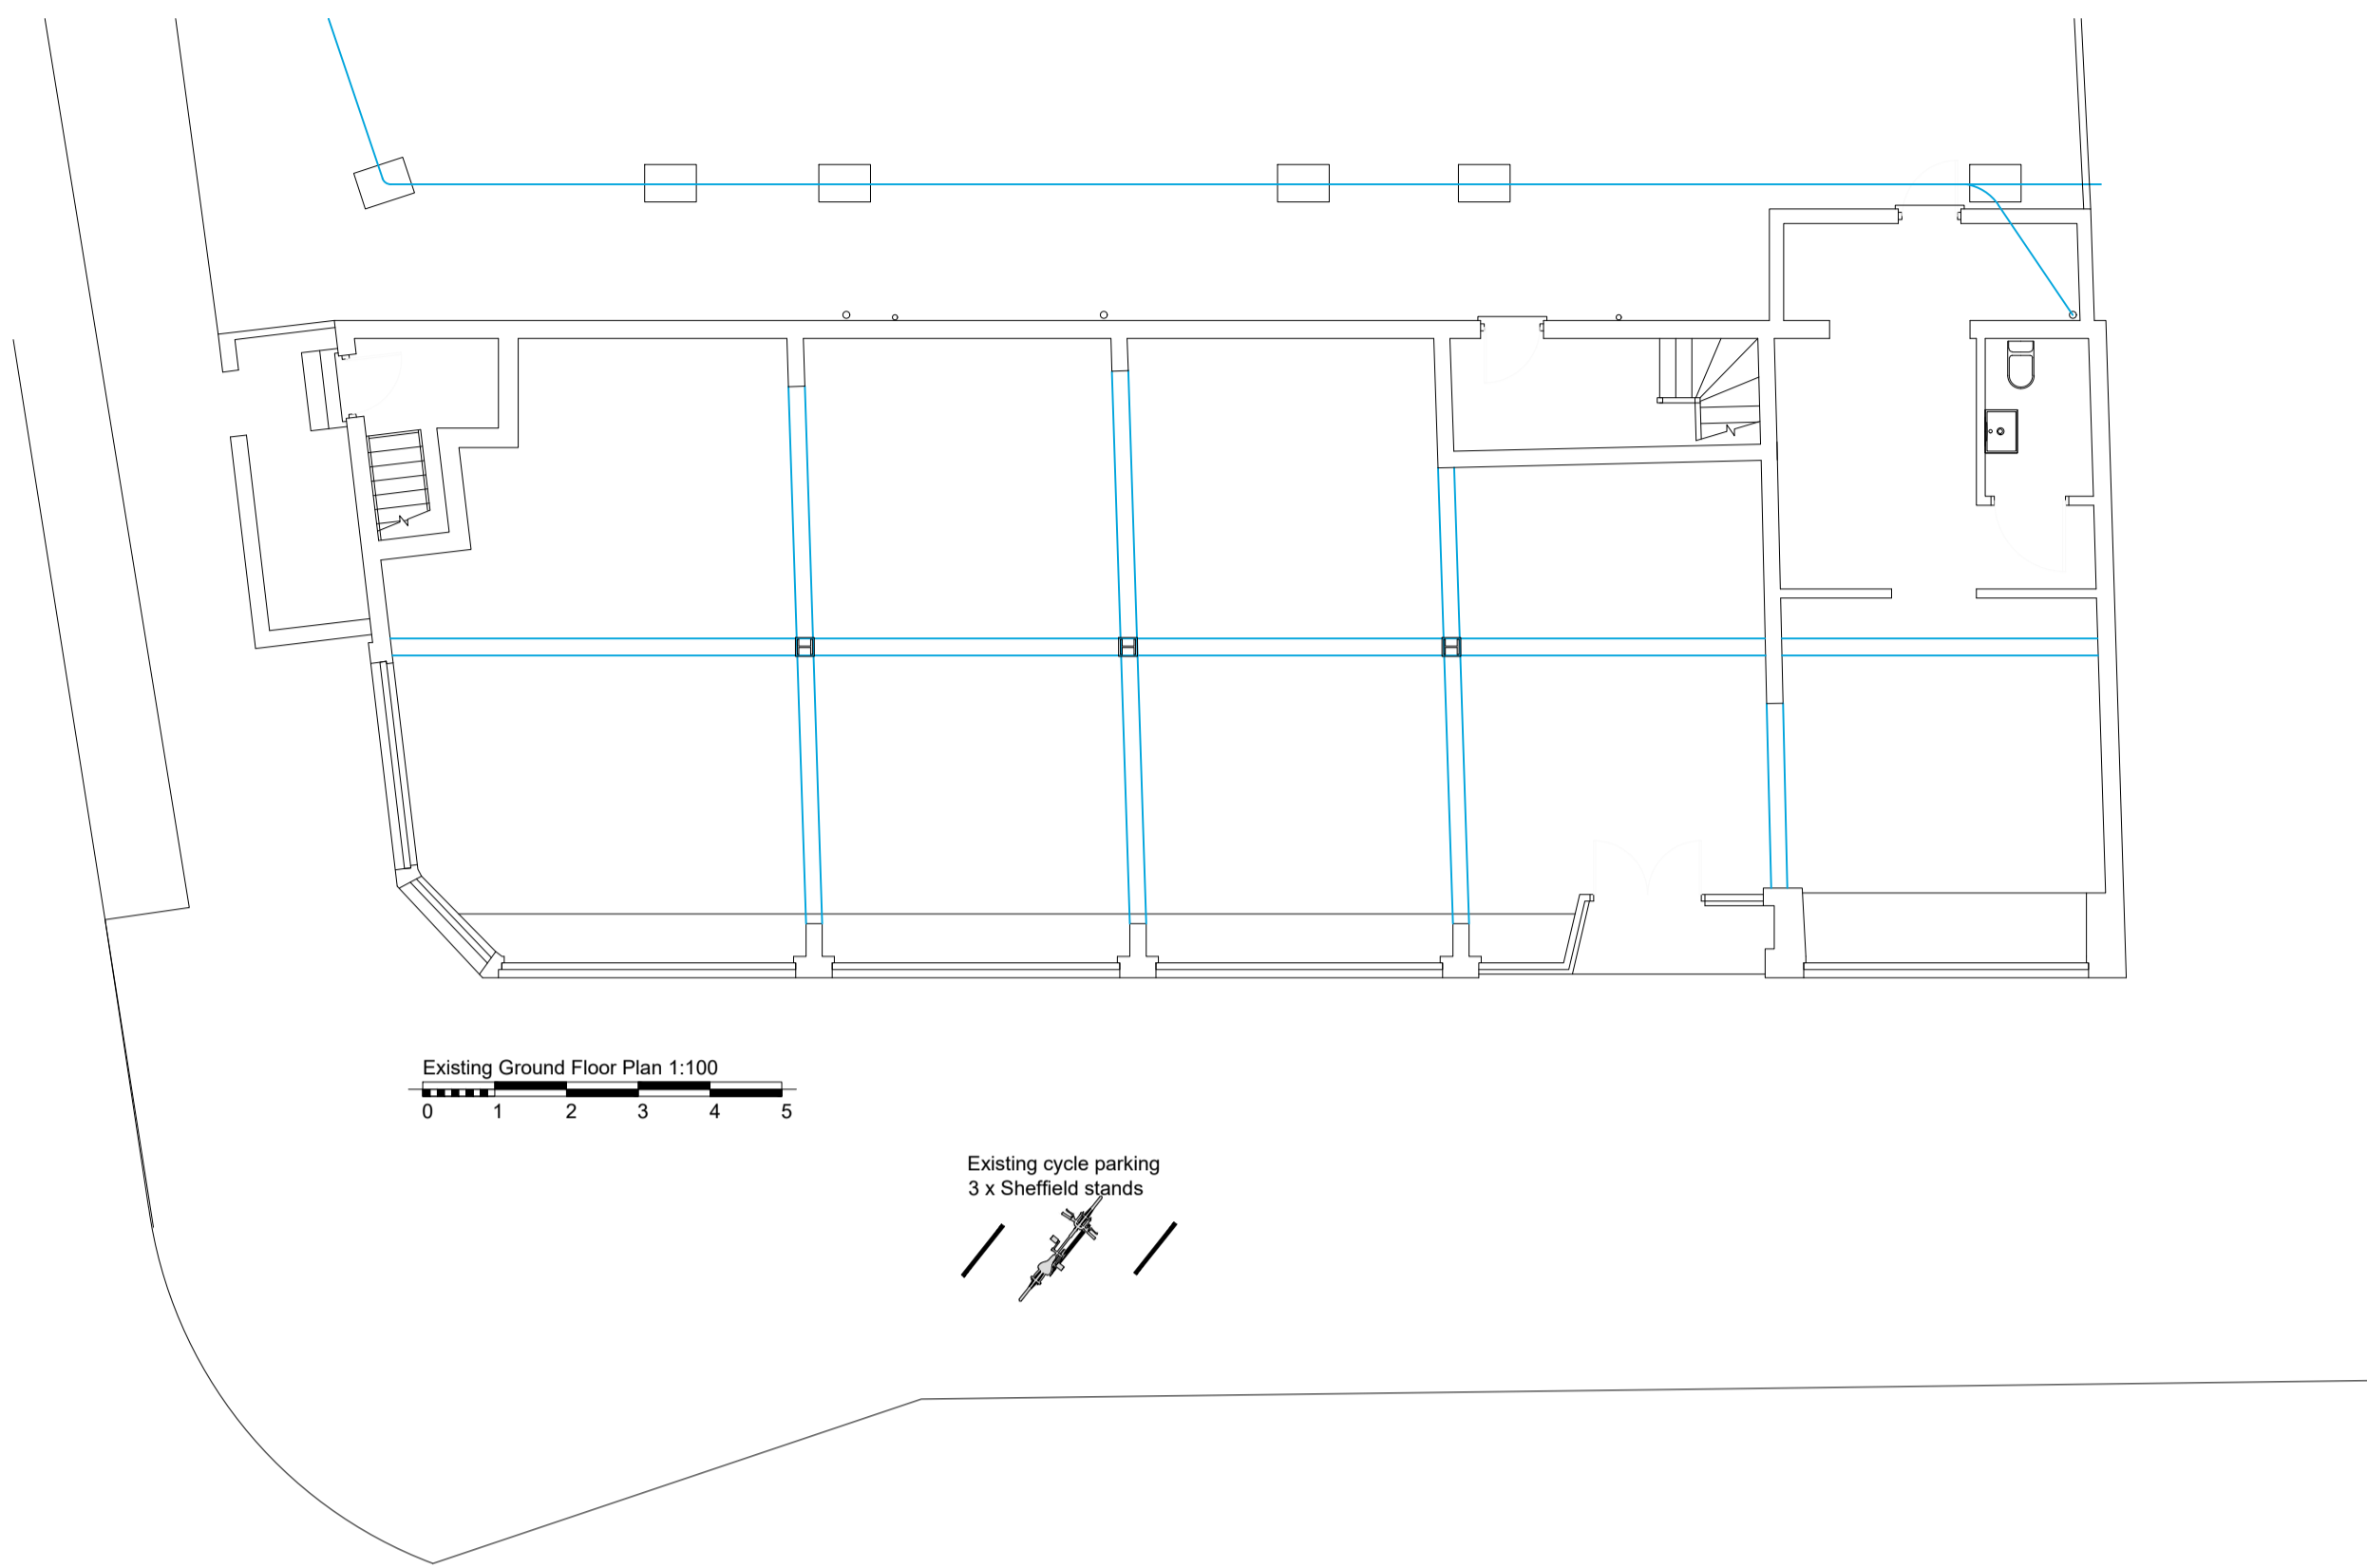 Existing Ground Floor Plan 1:100
0 1 2 3 4 5
Existing cycle parking
3 x Sheffield stands